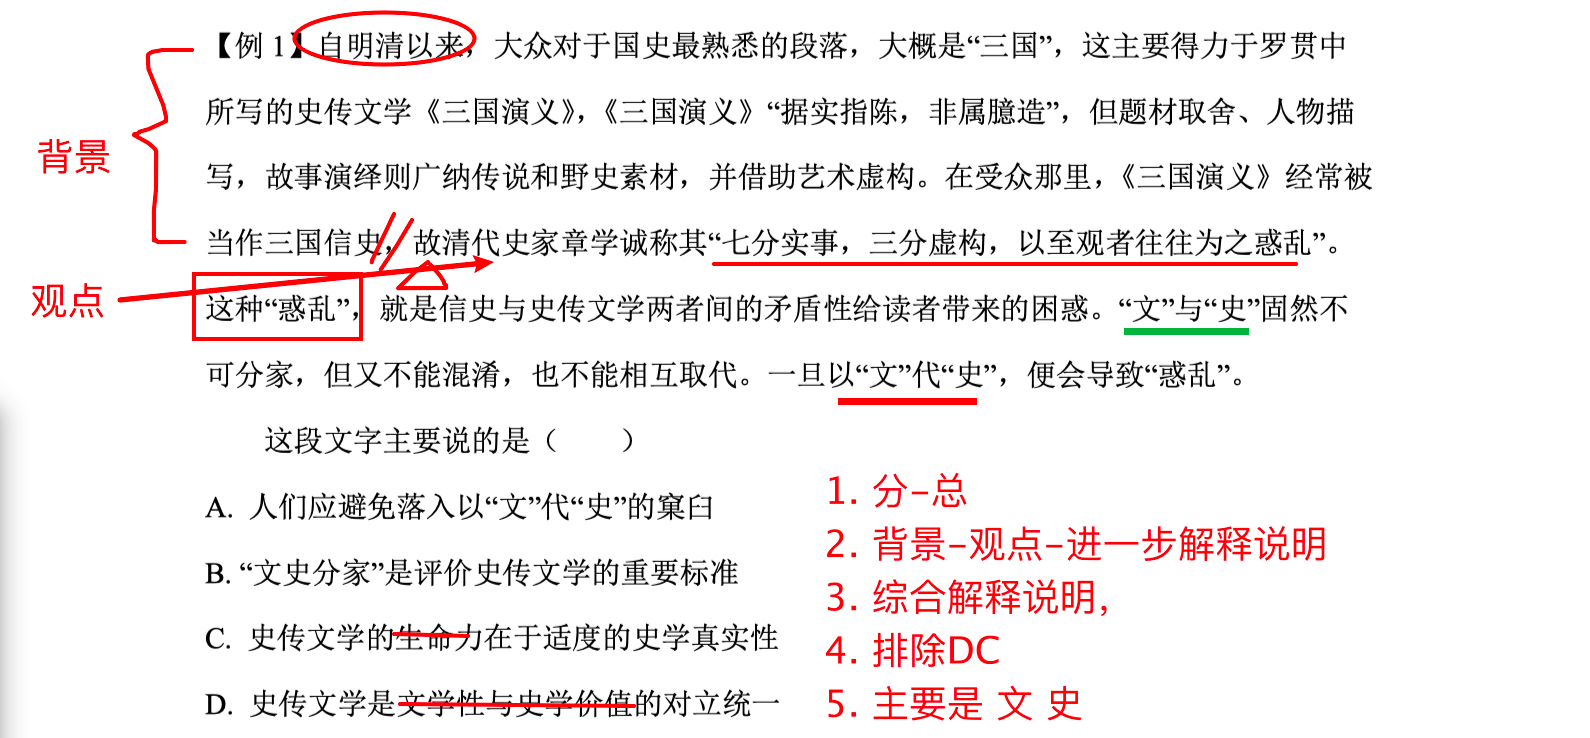 【例 1】自明清以来，大众对于国史最熟悉的段落，大概是“三国”，这主要得力于罗贯中
所写的史传文学《三国演义》，《三国演义》“据实指陈，非属臆造”，但题材取舍、人物描
背景
写，故事演绎则广纳传说和野史素材，并借助艺术虚构。在受众那里，《三国演义》经常被
当作三国信史，故清代史家章学诚称其“七分实事，三分虚构，以至观者往往为之惑乱”。
观点
这种“惑乱”，就是信史与史传文学两者间的矛盾性给读者带来的困惑。“文”与“史”固然不
可分家，但又不能混淆，也不能相互取代。一旦以“文”代“史”，便会导致“惑乱”。
这段文字主要说的是（　　）
A. 人们应避免落入以“文”代“史”的窠臼
B. “文史分家”是评价史传文学的重要标准
C. 史传文学的生命力在于适度的史学真实性
D. 史传文学是文学性与史学价值的对立统一
1. 分-总
2. 背景-观点-进一步解释说明
3. 综合解释说明，
4. 排除DC
5. 主要是 文 史